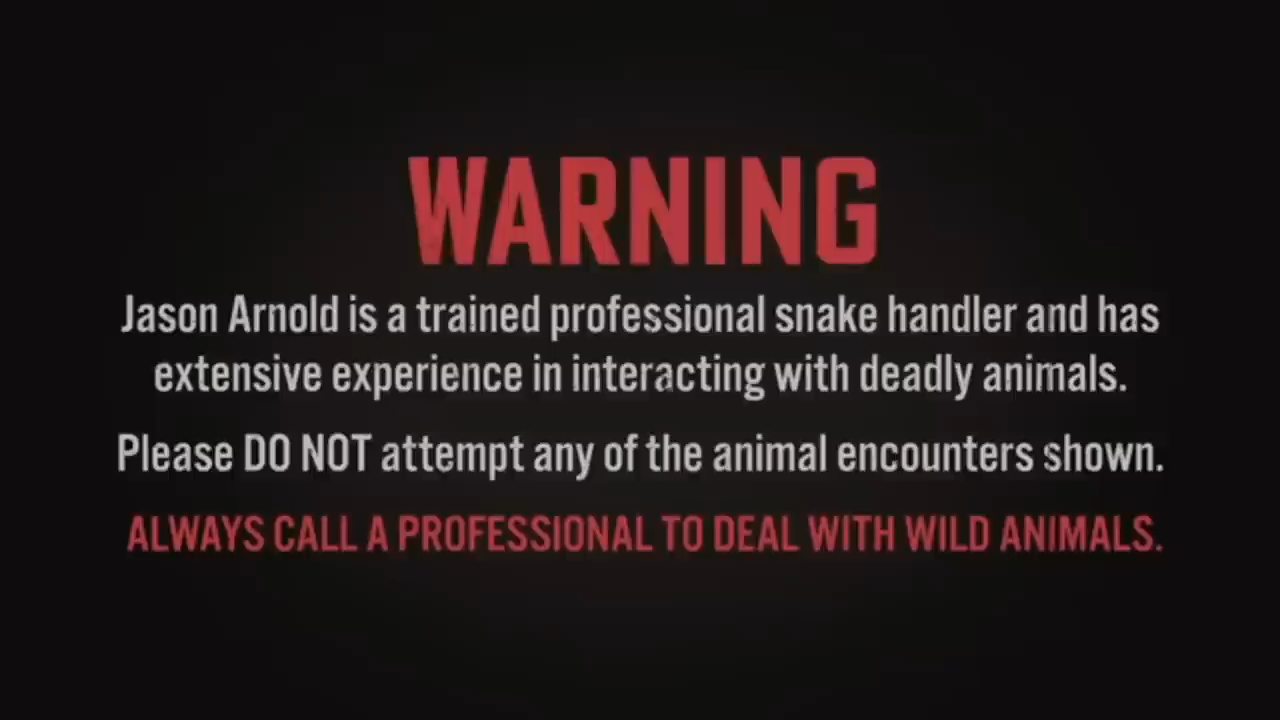 WARNING
Jason Arnold is a trained professional snake handler and has
extensive experience in interacting with deadly animals.
Please DO NOT attempt any of the animal encounters shown.
ALWAYS CALL A PROFESSIONAL TO DEAL WITH WILD ANIMALS.